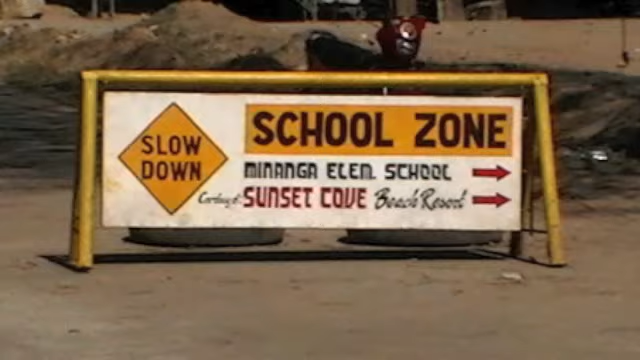 SLOW
DOWN
SCHOOL ZONE
MINANGA ELEM. SCHOOL
Courtesy of: SUNSET COVE Beach Resort